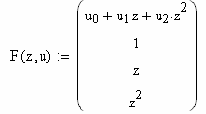 F(z,u) := ( u₀ + u₁ z + u₂·z²
1
z
z² )